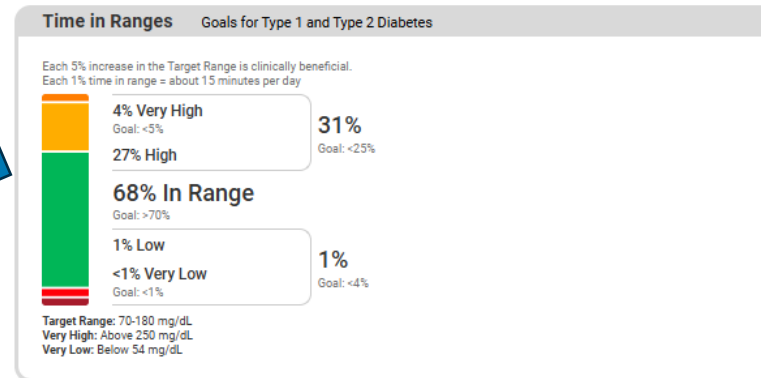 Time in Ranges Goals for Type 1 and Type 2 Diabetes
Each 5% increase in the Target Range is clinically beneficial.
Each 1% time in range = about 15 minutes per day
4% Very High
Goal: <5%
27% High
31%
Goal: <25%
68% In Range
Goal: >70%
1% Low
<1% Very Low
Goal: <1%
1%
Goal: <4%
Target Range: 70-180 mg/dL
Very High: Above 250 mg/dL
Very Low: Below 54 mg/dL